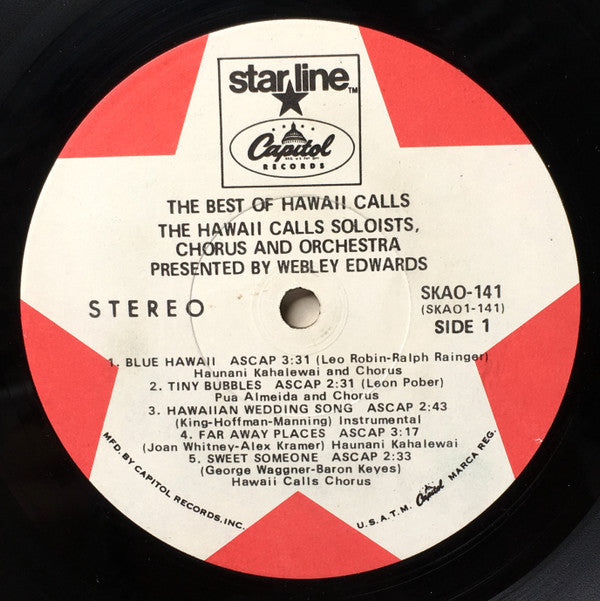 starline™
Capitol
RECORDS
THE BEST OF HAWAII CALLS
THE HAWAII CALLS SOLOISTS,
CHORUS AND ORCHESTRA
PRESENTED BY WEBLEY EDWARDS
STEREO
SKAO-141
(SKAO1-141)
SIDE 1
1. BLUE HAWAII ASCAP 3:31 (Leo Robin-Ralph Rainger)
Haunani Kahalewai and Chorus
2. TINY BUBBLES ASCAP 2:31 (Leon Pober)
Pua Almeida and Chorus
3. HAWAIIAN WEDDING SONG ASCAP 2:43
(King-Hoffman-Manning) Instrumental
4. FAR AWAY PLACES ASCAP 3:17
(Joan Whitney-Alex Kramer) Haunani Kahalewai
5. SWEET SOMEONE ASCAP 2:33
(George Waggner-Baron Keyes)
Hawaii Calls Chorus
MFD. BY CAPITOL RECORDS, INC.
U.S.A. T.M. Capitol MARCA REG.